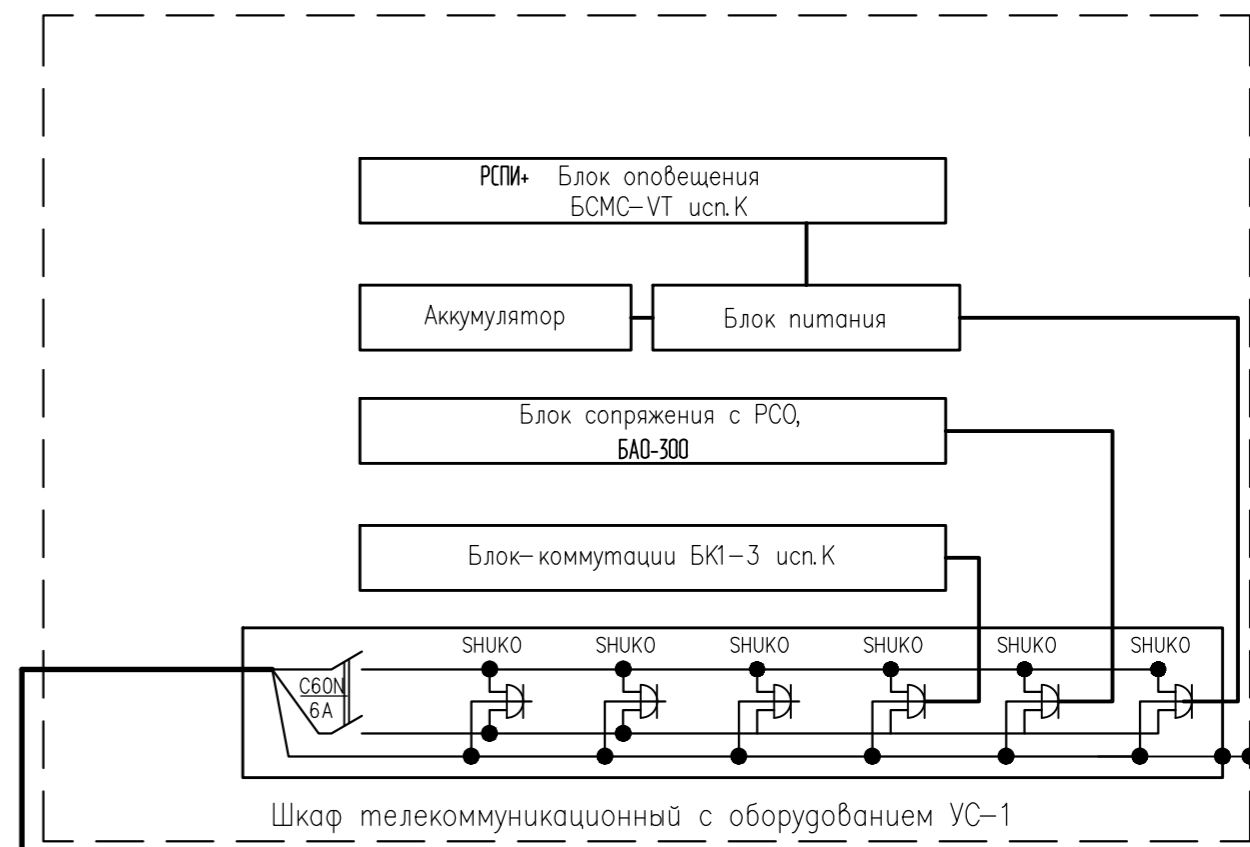 РСПИ+ Блок оповещения
БСМС-VT исп.К
Аккумулятор
Блок питания
Блок сопряжения с РСО,
БАО-300
Блок-коммутации БК1-3 исп.К
SHUKO SHUKO SHUKO SHUKO SHUKO SHUKO
C60N
6A
Шкаф телекоммуникационный с оборудованием УС-1